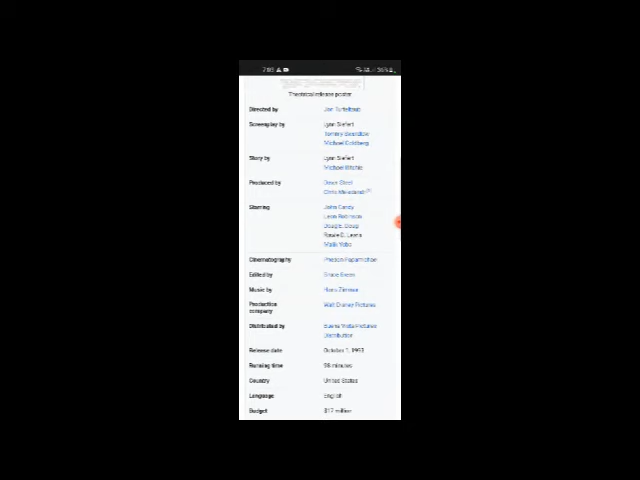 7:03
56%
Theatrical release poster
Directed by Jon Turteltaub
Screenplay by Lynn Siefert
Tommy Swerdlow
Michael Goldberg
Story by Lynn Siefert
Michael Ritchie
Produced by Dawn Steel
Starring John Candy
Leon Robinson
Doug E. Doug
Rawle D. Lewis
Malik Yoba
Cinematography Phedon Papamichael
Edited by Bruce Green
Music by Hans Zimmer
Production Walt Disney Pictures
company
Distributed by Buena Vista Pictures
Distribution
Release date October 1, 1993
Running time 98 minutes
Country United States
Language English
Budget $17 million